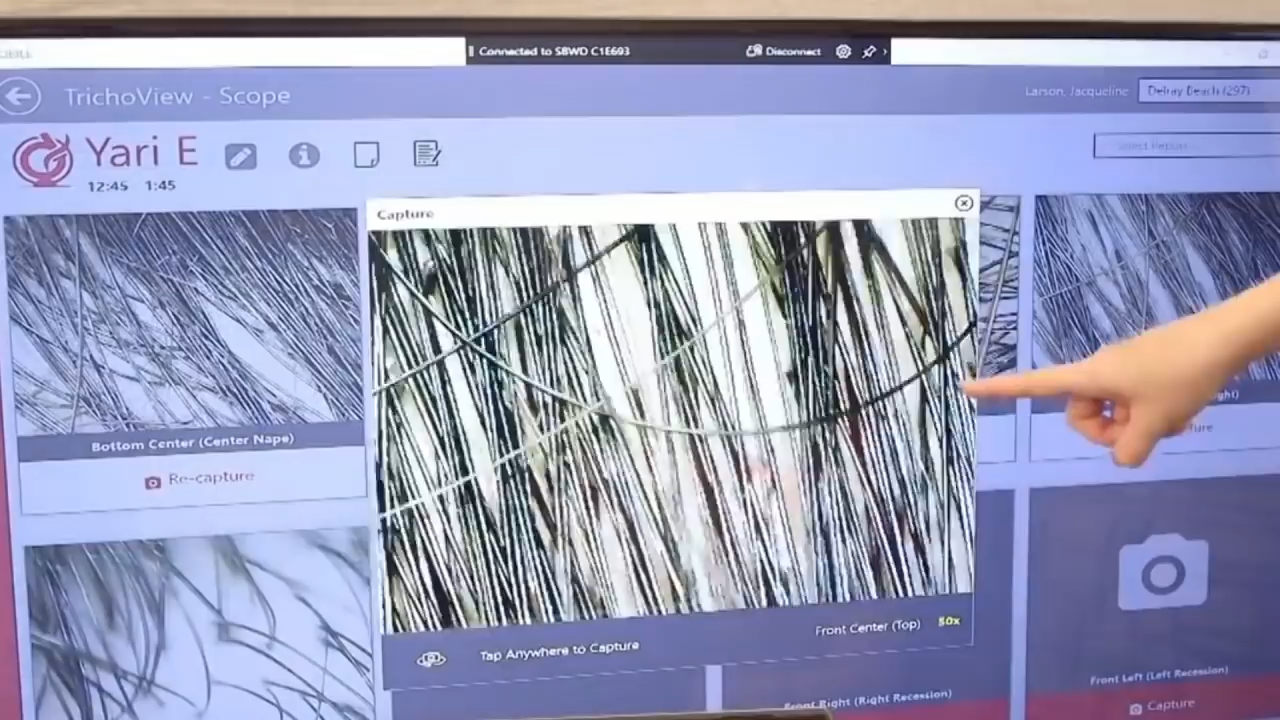 Connected to SBWD C1E693 Disconnect
TrichoView - Scope
Larson, Jacqueline
Delray Beach (297)
Yari E
12:45 1:45
Select Report
Capture
Bottom Center (Center Nape)
Re-capture
Front Center (Top) 50x
Tap Anywhere to Capture
Front Left (Left Recession)
Front Right (Right Recession)
Capture